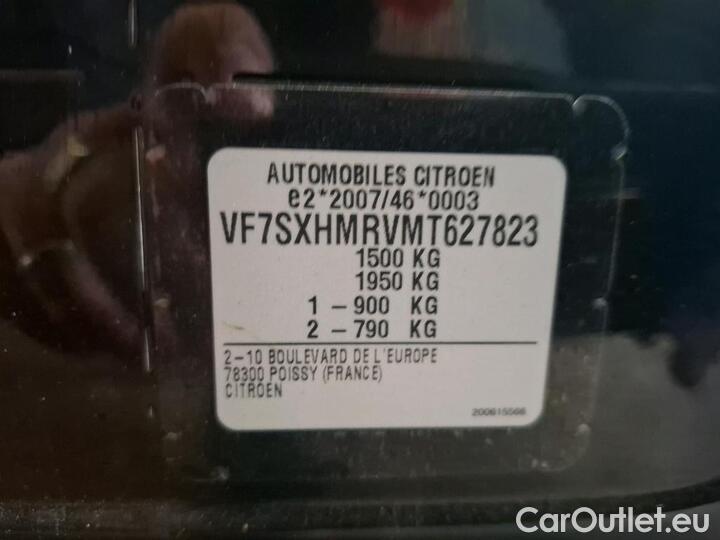 AUTOMOBILES CITROEN
e2*2007/46*0003
VF7SXHMRVMT627823
1500 KG
1950 KG
1 – 900 KG
2 – 790 KG
2–10 BOULEVARD DE L'EUROPE
78300 POISSY (FRANCE)
CITROEN
200615566
CarOutlet.eu